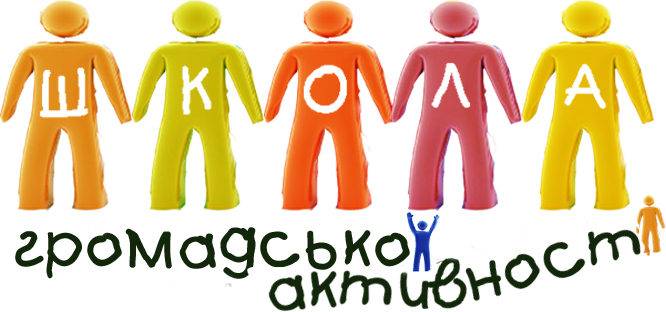 ШКОЛА
громадської
активності